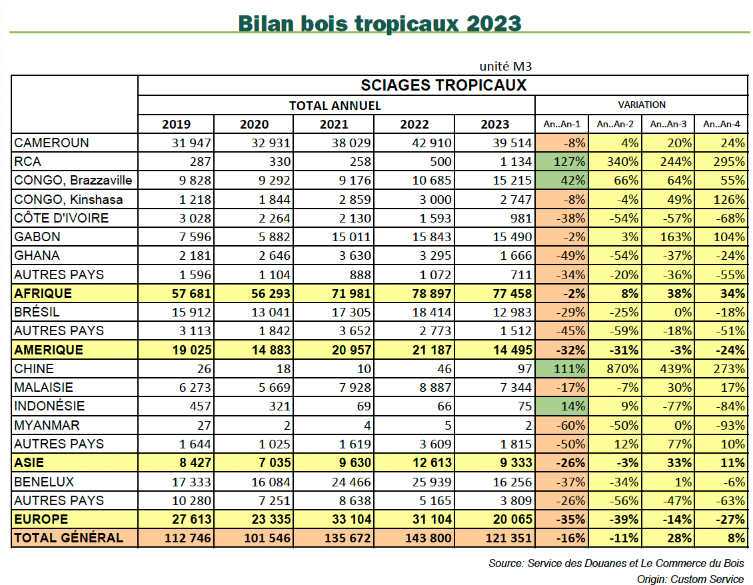 Bilan bois tropicaux 2023
unité M3
SCIAGES TROPICAUX
TOTAL ANNUEL VARIATION
2019 2020 2021 2022 2023 An..An-1 An..An-2 An..An-3 An..An-4
CAMEROUN 31 947 32 931 38 029 42 910 39 514 -8% 4% 20% 24%
RCA 287 330 258 500 1 134 127% 340% 244% 295%
CONGO, Brazzaville 9 828 9 292 9 176 10 685 15 215 42% 66% 64% 55%
CONGO, Kinshasa 1 218 1 844 2 859 3 000 2 747 -8% -4% 49% 126%
CÔTE D'IVOIRE 3 028 2 264 2 130 1 593 981 -38% -54% -57% -68%
GABON 7 596 5 882 15 011 15 843 15 490 -2% 3% 163% 104%
GHANA 2 181 2 646 3 630 3 295 1 666 -49% -54% -37% -24%
AUTRES PAYS 1 596 1 104 888 1 072 711 -34% -20% -36% -55%
AFRIQUE 57 681 56 293 71 981 78 897 77 458 -2% 8% 38% 34%
BRÉSIL 15 912 13 041 17 305 18 414 12 983 -29% -25% 0% -18%
AUTRES PAYS 3 113 1 842 3 652 2 773 1 512 -45% -59% -18% -51%
AMERIQUE 19 025 14 883 20 957 21 187 14 495 -32% -31% -3% -24%
CHINE 26 18 10 46 97 111% 870% 439% 273%
MALAISIE 6 273 5 669 7 928 8 887 7 344 -17% -7% 30% 17%
INDONÉSIE 457 321 69 66 75 14% 9% -77% -84%
MYANMAR 27 2 4 5 2 -60% -50% 0% -93%
AUTRES PAYS 1 644 1 025 1 619 3 609 1 815 -50% 12% 77% 10%
ASIE 8 427 7 035 9 630 12 613 9 333 -26% -3% 33% 11%
BENELUX 17 333 16 084 24 466 25 939 16 256 -37% -34% 1% -6%
AUTRES PAYS 10 280 7 251 8 638 5 165 3 809 -26% -56% -47% -63%
EUROPE 27 613 23 335 33 104 31 104 20 065 -35% -39% -14% -27%
TOTAL GÉNÉRAL 112 746 101 546 135 672 143 800 121 351 -16% -11% 28% 8%
Source: Service des Douanes et Le Commerce du Bois
Origin: Custom Service